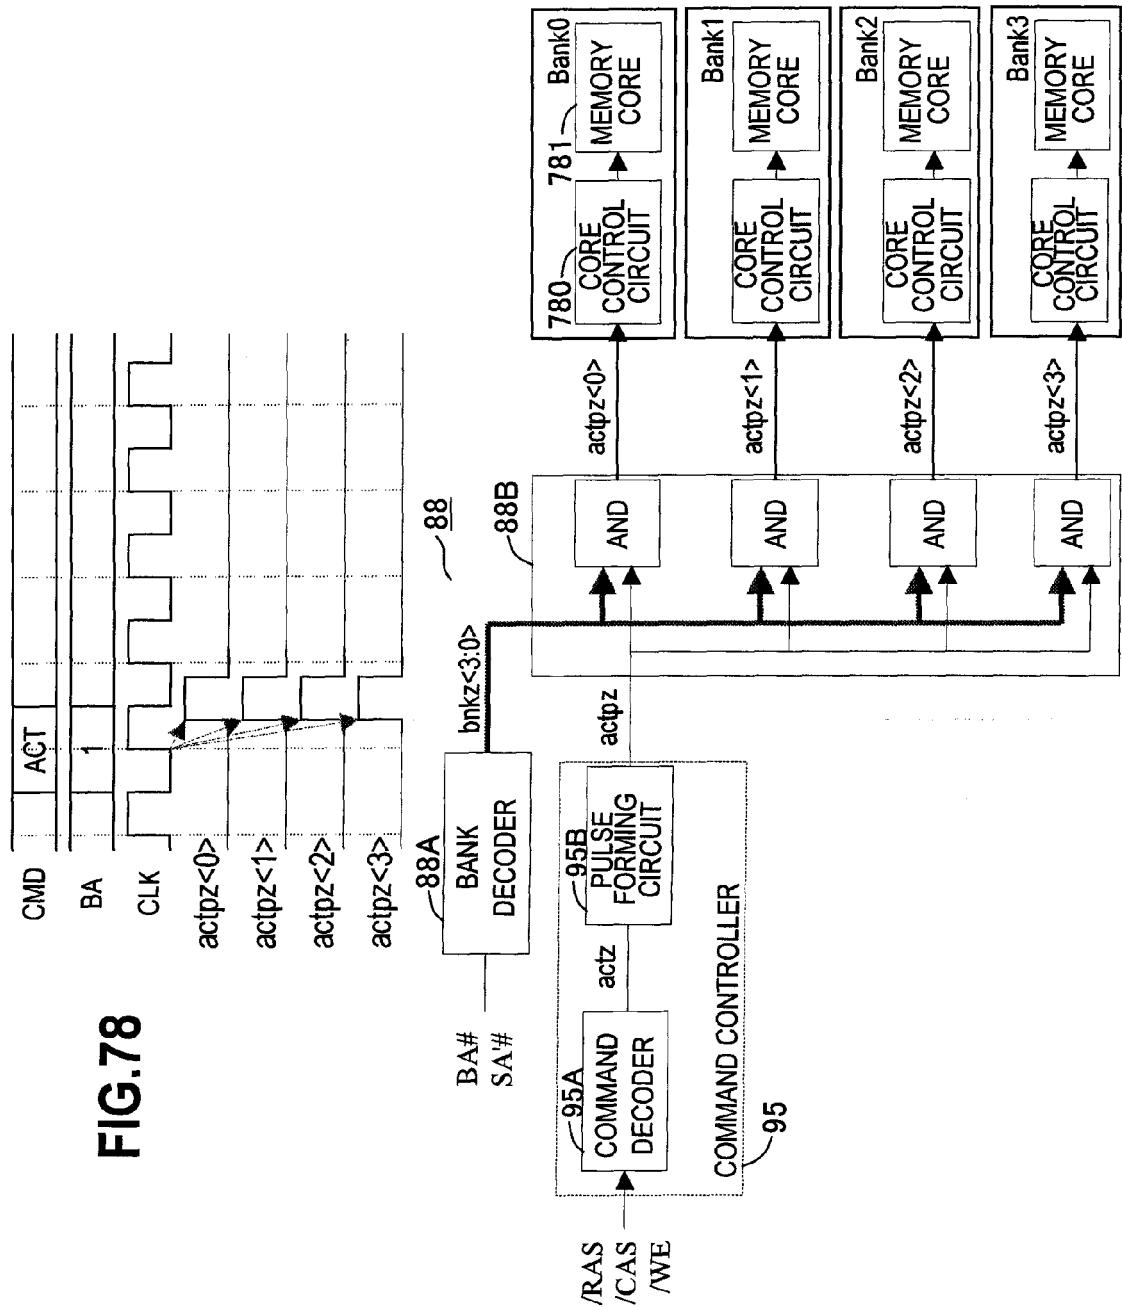 FIG.78
CMD
ACT
BA
1
CLK
actpz<0>
actpz<1>
actpz<2>
actpz<3>
88
88A
BANK
DECODER
BA#
SA'#
bnkz<3:0>
/RAS
/CAS
/WE
95A
COMMAND
DECODER
actz
95B
PULSE
FORMING
CIRCUIT
actpz
COMMAND CONTROLLER
95
88B
AND
AND
AND
AND
actpz<0>
actpz<1>
actpz<2>
actpz<3>
Bank0
780
CORE
CONTROL
CIRCUIT
781
MEMORY
CORE
Bank1
CORE
CONTROL
CIRCUIT
MEMORY
CORE
Bank2
CORE
CONTROL
CIRCUIT
MEMORY
CORE
Bank3
CORE
CONTROL
CIRCUIT
MEMORY
CORE